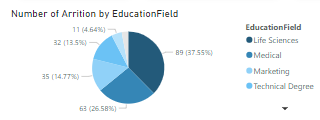 Number of Arrition by EducationField
11 (4.64%)
32 (13.5%)
35 (14.77%)
63 (26.58%)
89 (37.55%)
EducationField
Life Sciences
Medical
Marketing
Technical Degree